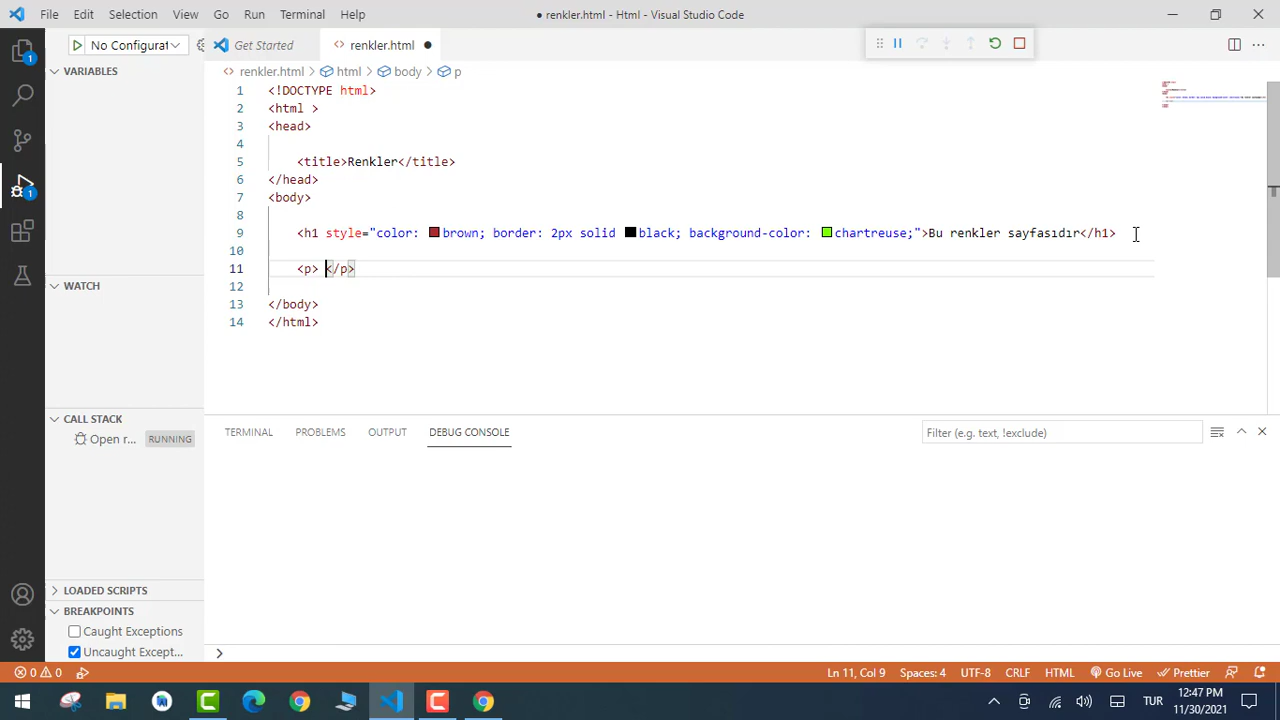 File Edit Selection View Go Run Terminal Help
● renkler.html - Html - Visual Studio Code
No Configurat
Get Started
renkler.html
renkler.html > html > body > p
VARIABLES
WATCH
CALL STACK
Open r...
RUNNING
LOADED SCRIPTS
BREAKPOINTS
Caught Exceptions
Uncaught Except...
1 <!DOCTYPE html>
2 <html >
3 <head>
4
5 <title>Renkler</title>
6 </head>
7 <body>
8
9 <h1 style="color: brown; border: 2px solid black; background-color: chartreuse;">Bu renkler sayfasıdır</h1>
10
11 <p> </p>
12
13 </body>
14 </html>
TERMINAL PROBLEMS OUTPUT DEBUG CONSOLE
Filter (e.g. text, !exclude)
1
1
0 0
Ln 11, Col 9 Spaces: 4 UTF-8 CRLF HTML Go Live Prettier
TUR
12:47 PM
11/30/2021